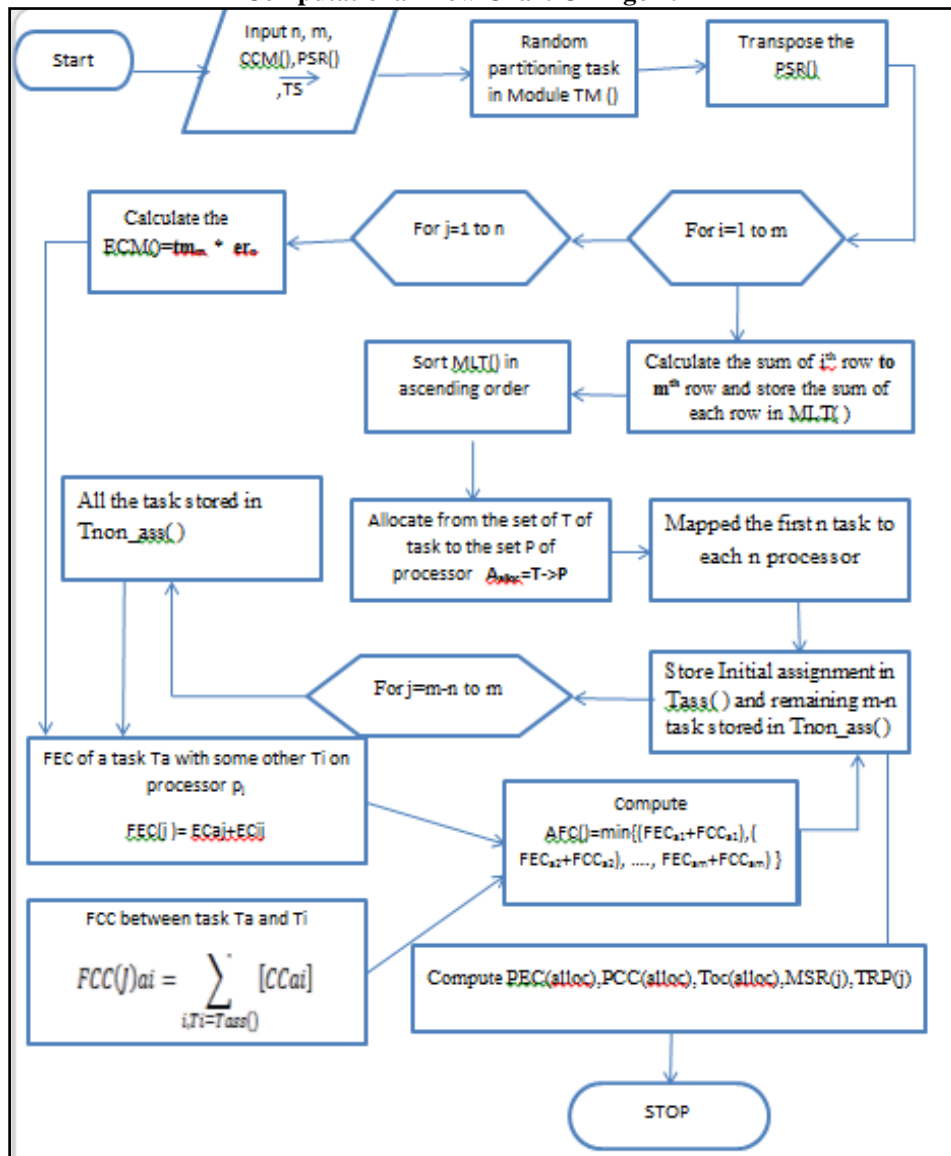 Start
Input n, m,
CCM(),PSR()
,TS
Random
partitioning task
in Module TM ()
Transpose the
PSR()
Calculate the
ECM()=tmm * ern
For j=1 to n
For i=1 to m
Sort MLT() in
ascending order
Calculate the sum of ith row to
mth row and store the sum of
each row in MLT( )
All the task stored in
Tnon_ass( )
Allocate from the set of T of
task to the set P of
processor Aalloc=T->P
Mapped the first n task to
each n processor
For j=m-n to m
Store Initial assignment in
Tass( ) and remaining m-n
task stored in Tnon_ass()
FEC of a task Ta with some other Ti on
processor pj
FEC(j )= ECaj+ECij
Compute
AFC()=min{(FECa1+FCCa1),(
FECa2+FCCa2), ...., FECam+FCCam) }
FCC between task Ta and Ti
FCC(J)ai = ∑ [CCai]
i,Ti=Tass()
Compute PEC(alloc),PCC(alloc),Toc(alloc),MSR(j),TRP(j)
STOP